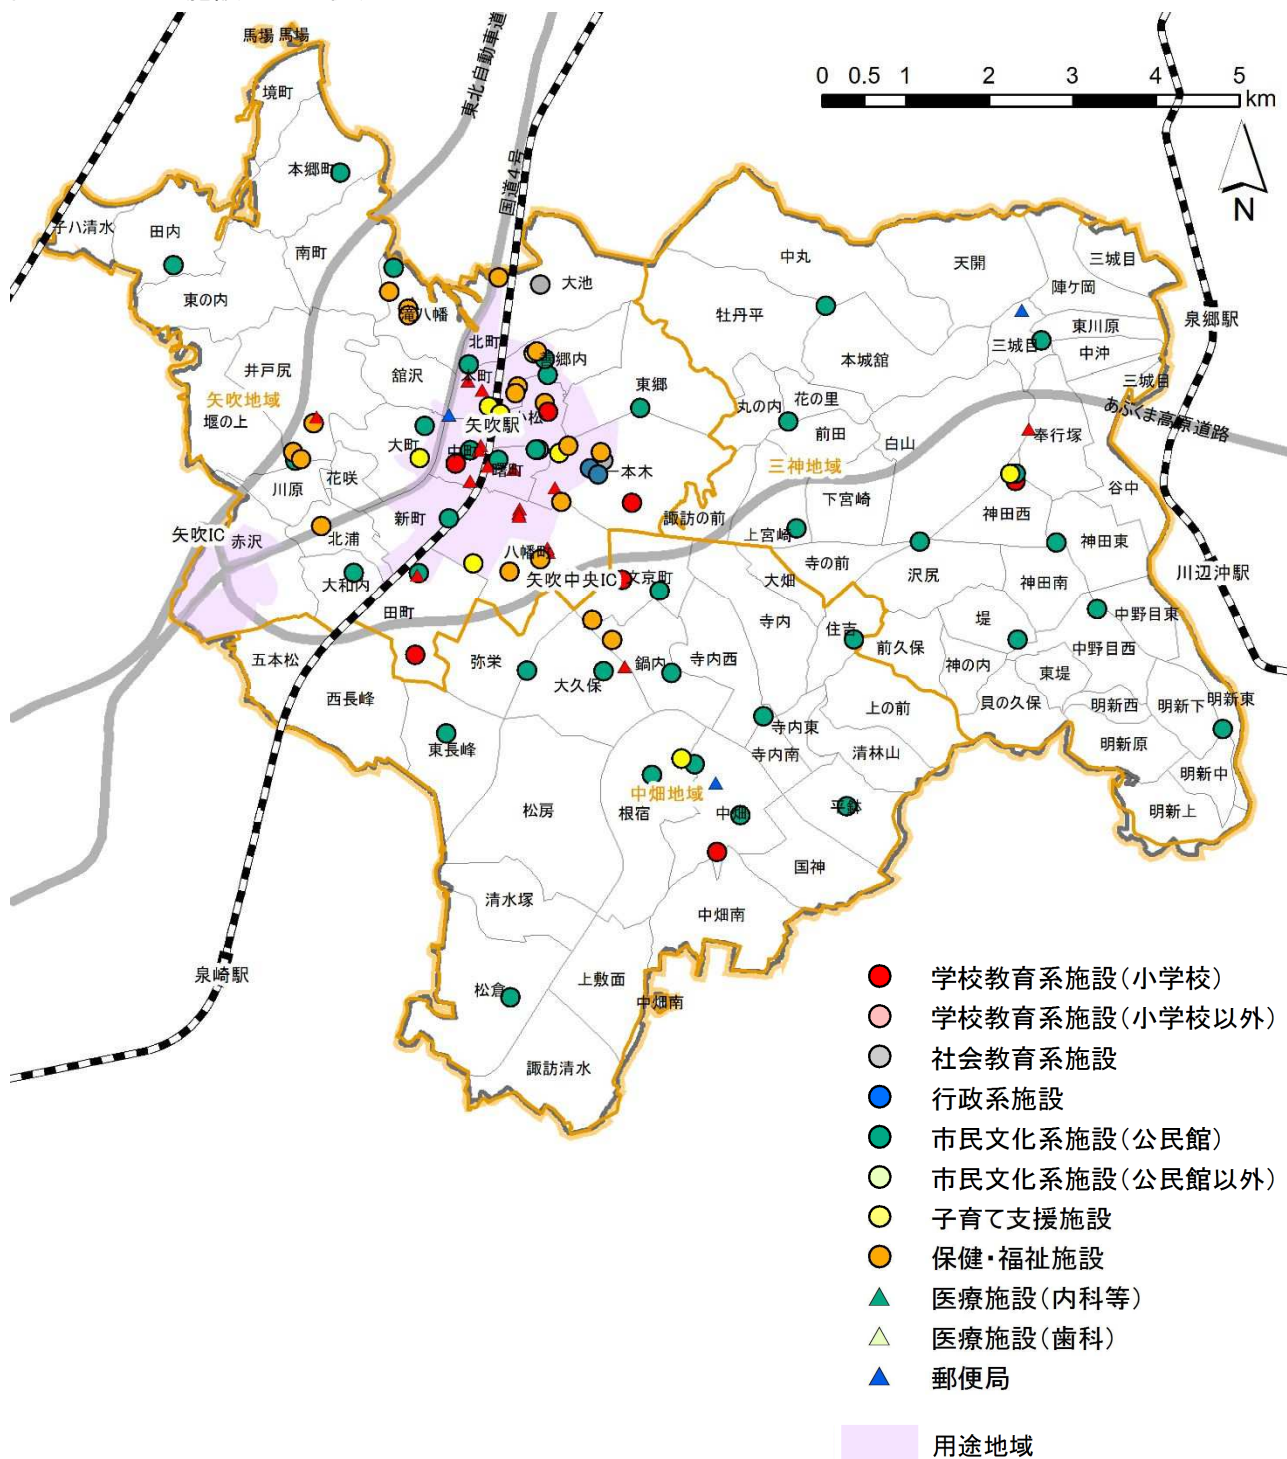 馬場 馬場
東北自動車道
境町
0 0.5 1 2 3 4 5
km
本郷町
国道4号
N
子ハ清水
田内
南町
東の内
滝八幡
大池
中丸
天開
三城目
陣ケ岡
牡丹平
東川原
泉郷駅
三城目
中沖
北町
本城舘
井戸尻
舘沢
本町
善郷内
東郷
三城目
矢吹地域
堰の上
丸の内
花の里
あぶくま高原道路
小松
矢吹駅
前田
奉行塚
大町
中町
白山
曙町
一本木
三神地域
川原
花咲
下宮崎
谷中
新町
諏訪の前
神田西
矢吹IC
赤沢
北浦
上宮崎
神田東
八幡町
寺の前
沢尻
大和内
矢吹中央IC
文京町
大畑
神田南
川辺沖駅
田町
寺内
住吉
堤
中野目東
五本松
弥栄
鍋内
寺内西
前久保
中野目西
大久保
神の内
東堤
西長峰
上の前
貝の久保
明新西
明新下
明新東
東長峰
寺内東
寺内南
清林山
明新原
明新中
中畑地域
松房
根宿
中畑
平鉢
明新上
国神
清水塚
中畑南
泉崎駅
松倉
上敷面
中畑南
諏訪清水
学校教育系施設（小学校）
学校教育系施設（小学校以外）
社会教育系施設
行政系施設
市民文化系施設（公民館）
市民文化系施設（公民館以外）
子育て支援施設
保健・福祉施設
医療施設（内科等）
医療施設（歯科）
郵便局
用途地域